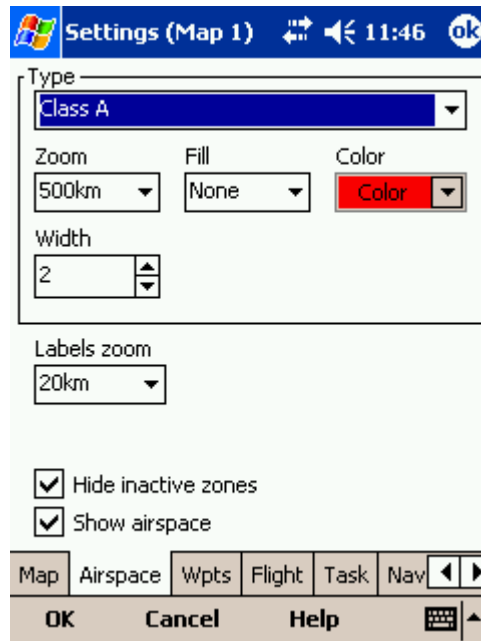 Settings (Map 1) 11:46 ok
Type
Class A
Zoom Fill Color
500km None Color
Width
2
Labels zoom
20km
Hide inactive zones
Show airspace
Map Airspace Wpts Flight Task Nav
OK Cancel Help